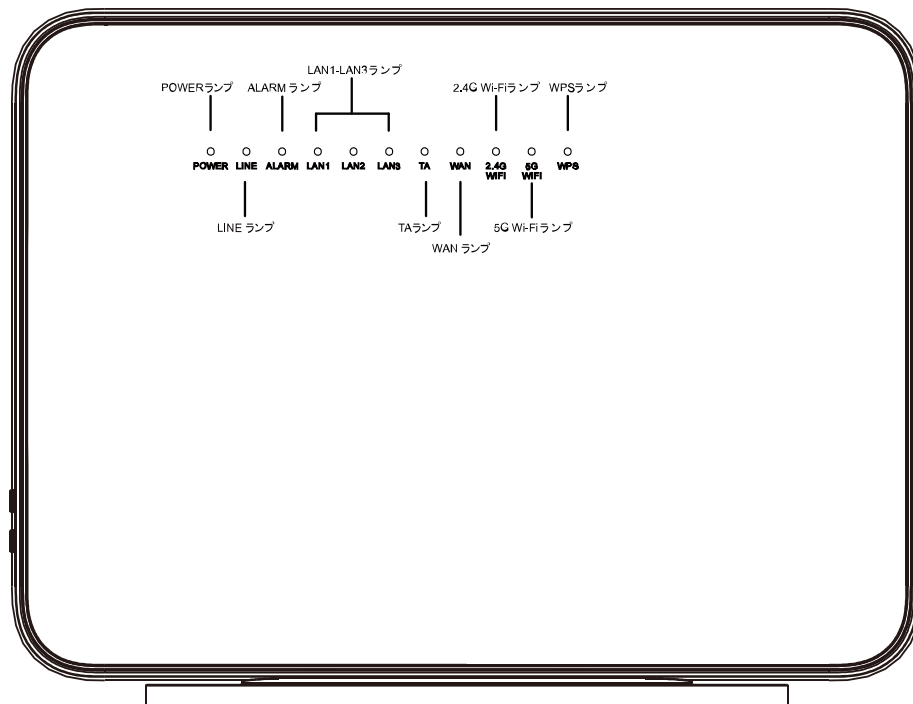 LAN1-LAN3ランプ
POWERランプ ALARM ランプ 2.4G Wi-Fiランプ WPSランプ
POWER LINE ALARM LAN1 LAN2 LAN3 TA WAN 2.4G WIFI 5G WIFI WPS
LINE ランプ TAランプ 5G Wi-Fi ランプ
WAN ランプ